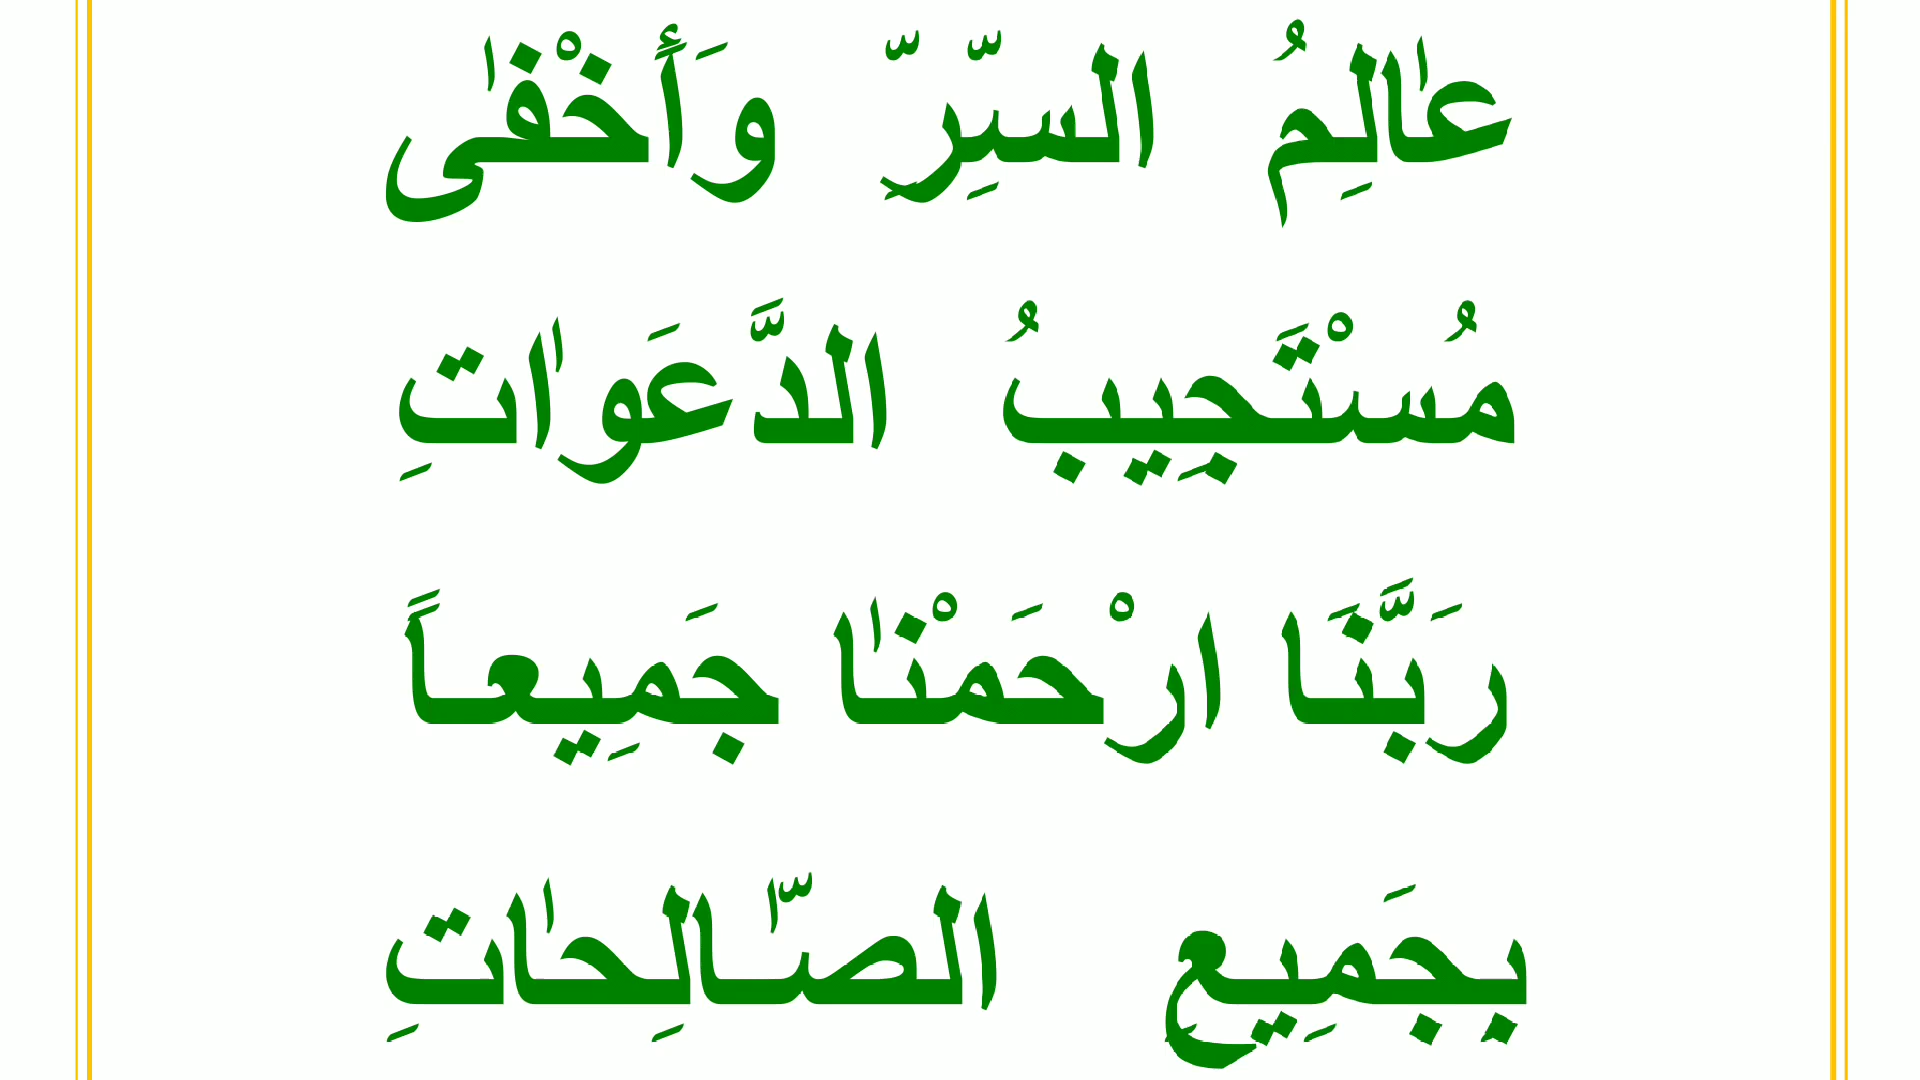 عٰالِمُ السِّرِّ وَأَخْفٰى
مُسْتَجِيبُ الدَّعَوٰاتِ
رَبَّنَا ارْحَمْنٰا جَمِيعاً
بِجَمِيعِ الصّٰالِحٰاتِ